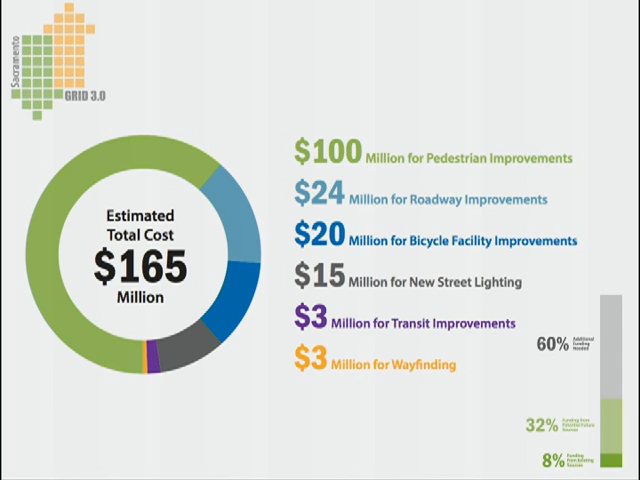 Sacramento
GRID 3.0
Estimated
Total Cost
$165
Million
$100 Million for Pedestrian Improvements
$24 Million for Roadway Improvements
$20 Million for Bicycle Facility Improvements
$15 Million for New Street Lighting
$3 Million for Transit Improvements
$3 Million for Wayfinding
60% Additional
Funding
Needed
32% Funding from
Potential Future
Sources
8% Funding
from Existing
Sources